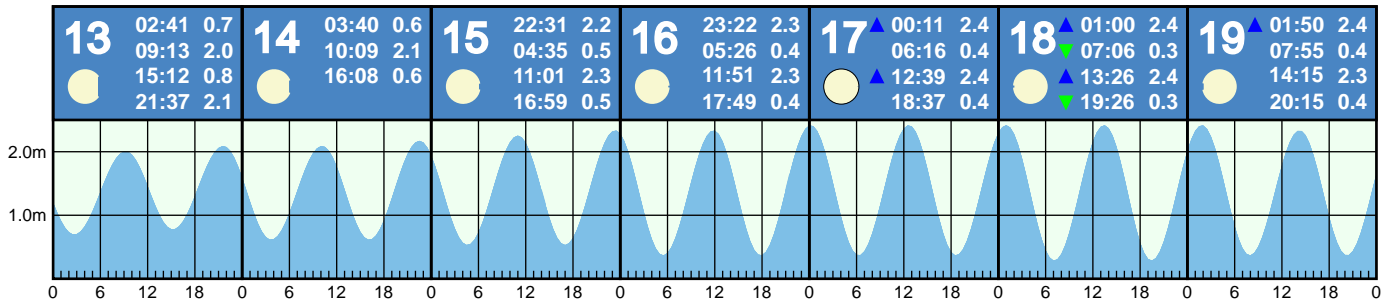 13
02:41 0.7
09:13 2.0
15:12 0.8
21:37 2.1
14
03:40 0.6
10:09 2.1
16:08 0.6
15
22:31 2.2
04:35 0.5
11:01 2.3
16:59 0.5
16
23:22 2.3
05:26 0.4
11:51 2.3
17:49 0.4
17
▲ 00:11 2.4
06:16 0.4
▲ 12:39 2.4
18:37 0.4
18
▲ 01:00 2.4
▼ 07:06 0.3
▲ 13:26 2.4
▼ 19:26 0.3
19
▲ 01:50 2.4
07:55 0.4
14:15 2.3
20:15 0.4
2.0m
1.0m
0 6 12 18 0 6 12 18 0 6 12 18 0 6 12 18 0 6 12 18 0 6 12 18 0 6 12 18 0